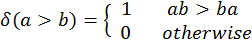 δ(a > b) = { 1 ab > ba
0 otherwise